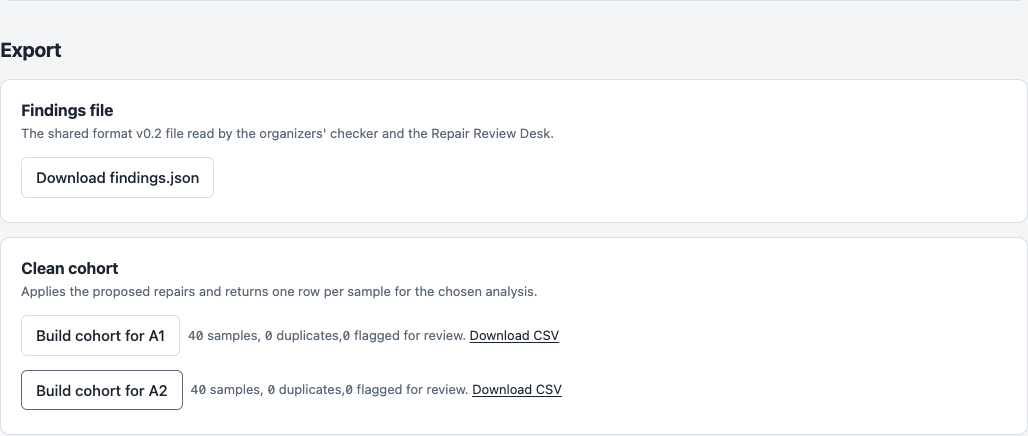 Export
Findings file
The shared format v0.2 file read by the organizers' checker and the Repair Review Desk.
Download findings.json
Clean cohort
Applies the proposed repairs and returns one row per sample for the chosen analysis.
Build cohort for A1 40 samples, 0 duplicates,0 flagged for review. Download CSV
Build cohort for A2 40 samples, 0 duplicates,0 flagged for review. Download CSV